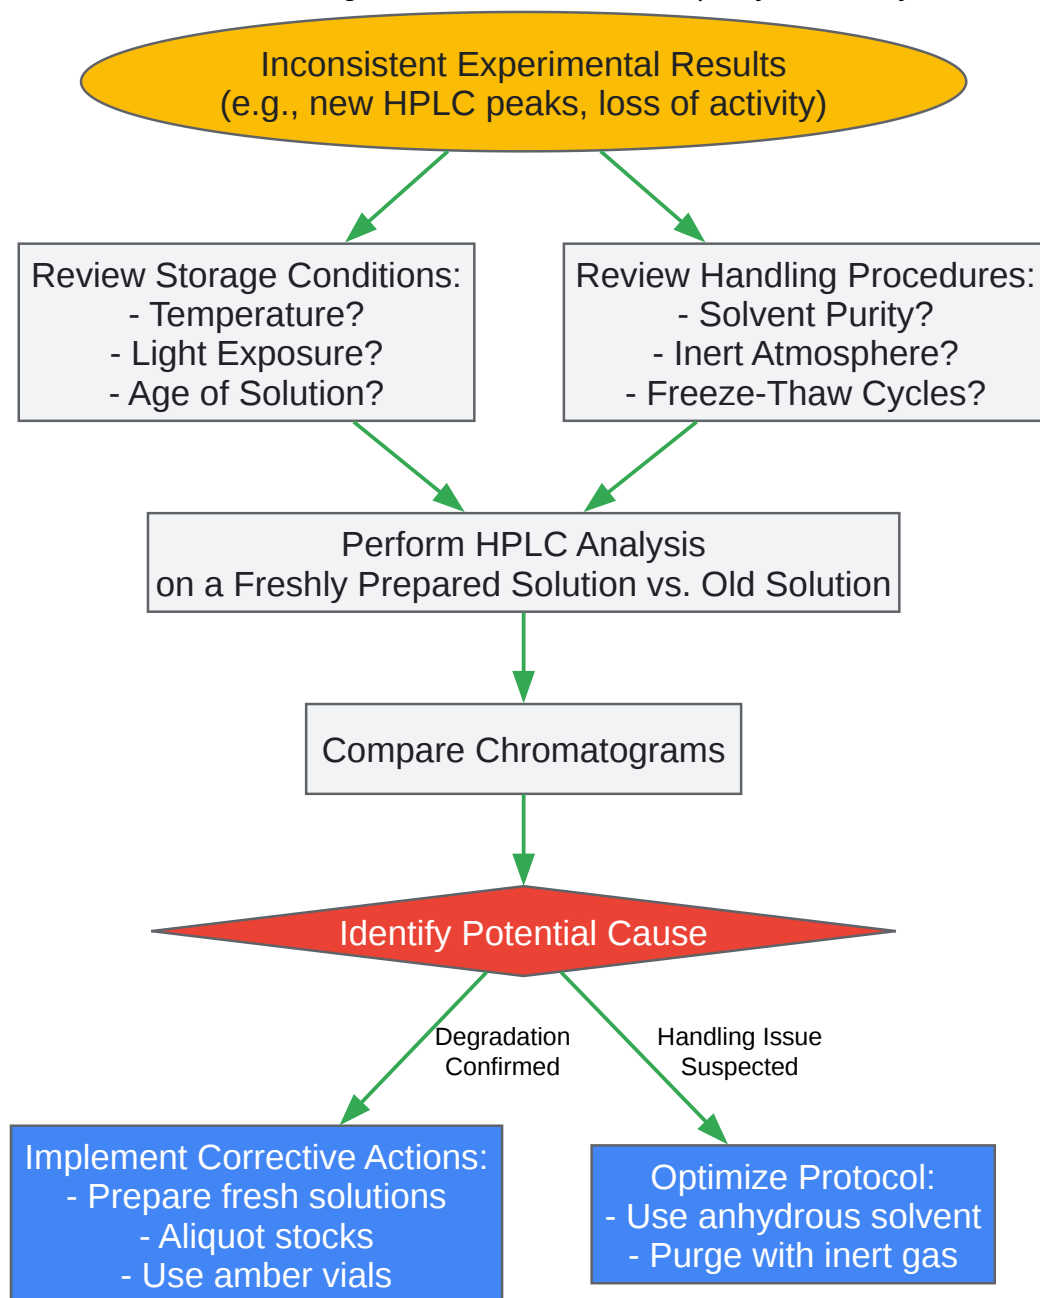 Inconsistent Experimental Results
(e.g., new HPLC peaks, loss of activity)
Review Storage Conditions:
- Temperature?
- Light Exposure?
- Age of Solution?
Review Handling Procedures:
- Solvent Purity?
- Inert Atmosphere?
- Freeze-Thaw Cycles?
Perform HPLC Analysis
on a Freshly Prepared Solution vs. Old Solution
Compare Chromatograms
Identify Potential Cause
Degradation
Confirmed
Handling Issue
Suspected
Implement Corrective Actions:
- Prepare fresh solutions
- Aliquot stocks
- Use amber vials
Optimize Protocol:
- Use anhydrous solvent
- Purge with inert gas